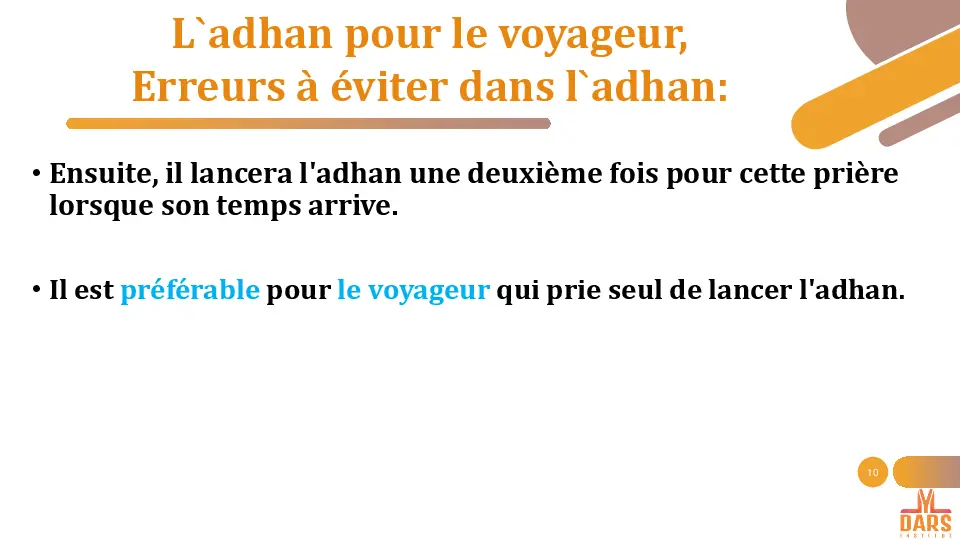 L`adhan pour le voyageur,
Erreurs à éviter dans l`adhan:
• Ensuite, il lancera l'adhan une deuxième fois pour cette prière
lorsque son temps arrive.
• Il est préférable pour le voyageur qui prie seul de lancer l'adhan.
10
DARS
INSTITUT